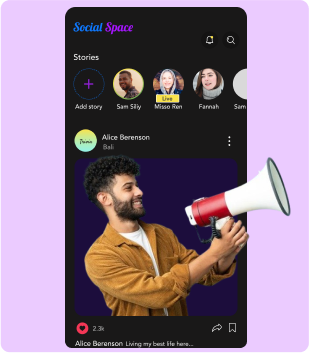 Social Space
Stories
Live
Add story
Sam Sily
Misso Ren
Fannah
Sam
Alice Berenson
Bali
2.3k
Alice Berenson Living my best life here...